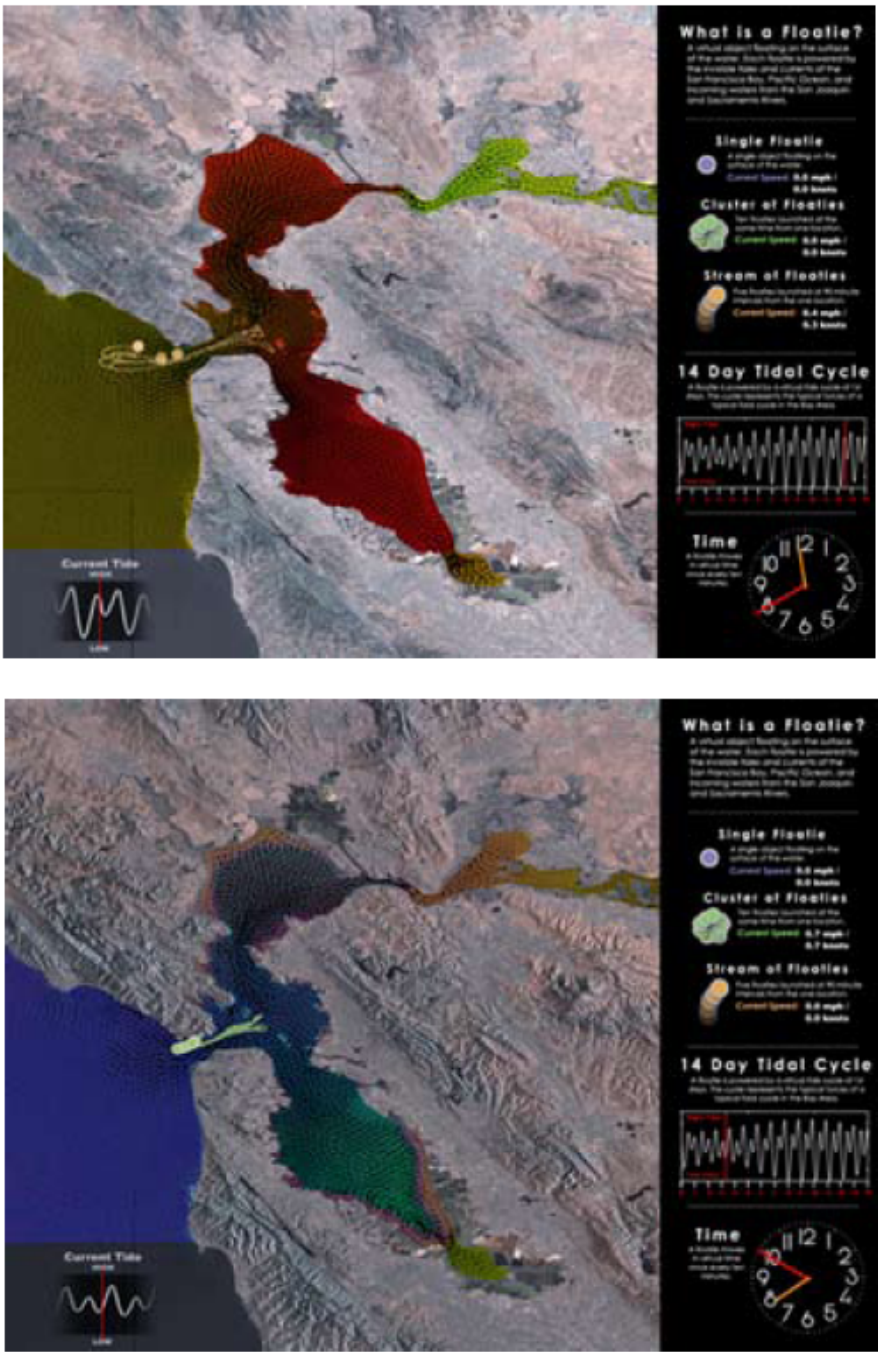 What is a Floatie?
A virtual object floating on the surface
of the water. Each floatie is powered by
the invisible tides and currents of the
San Francisco Bay, Pacific Ocean, and
incoming waters from the San Joaquin
and Sacramento Rivers.
Single Floatie
A single object floating on the
surface of the water.
Current Speed: 0.0 mph /
0.0 knots
Cluster of Floaties
Ten floaties launched at the
same time from one location.
Current Speed: 0.0 mph /
0.0 knots
Stream of Floaties
Five floaties launched at 90 minute
intervals from the one location.
Current Speed: 0.4 mph /
0.3 knots
14 Day Tidal Cycle
A floatie is powered by a virtual tide cycle of 14
days. The cycle represents the typical forces of a
typical tidal cycle in the Bay Area.
High Tide
Low Tide
Time
A floatie moves
in virtual time
once every ten
minutes.
12 1 2 3 4 5 6 7 8 9 10 11
Current Tide
HIGH
LOW
What is a Floatie?
A virtual object floating on the surface
of the water. Each floatie is powered by
the invisible tides and currents of the
San Francisco Bay, Pacific Ocean, and
incoming waters from the San Joaquin
and Sacramento Rivers.
Single Floatie
A single object floating on the
surface of the water.
Current Speed: 0.0 mph /
0.0 knots
Cluster of Floaties
Ten floaties launched at the
same time from one location.
Current Speed: 0.7 mph /
0.7 knots
Stream of Floaties
Five floaties launched at 90 minute
intervals from the one location.
Current Speed: 0.0 mph /
0.0 knots
14 Day Tidal Cycle
A floatie is powered by a virtual tide cycle of 14
days. The cycle represents the typical forces of a
typical tidal cycle in the Bay Area.
High Tide
Low Tide
Time
A floatie moves
in virtual time
once every ten
minutes.
12 1 2 3 4 5 6 7 8 9 10 11
Current Tide
HIGH
LOW